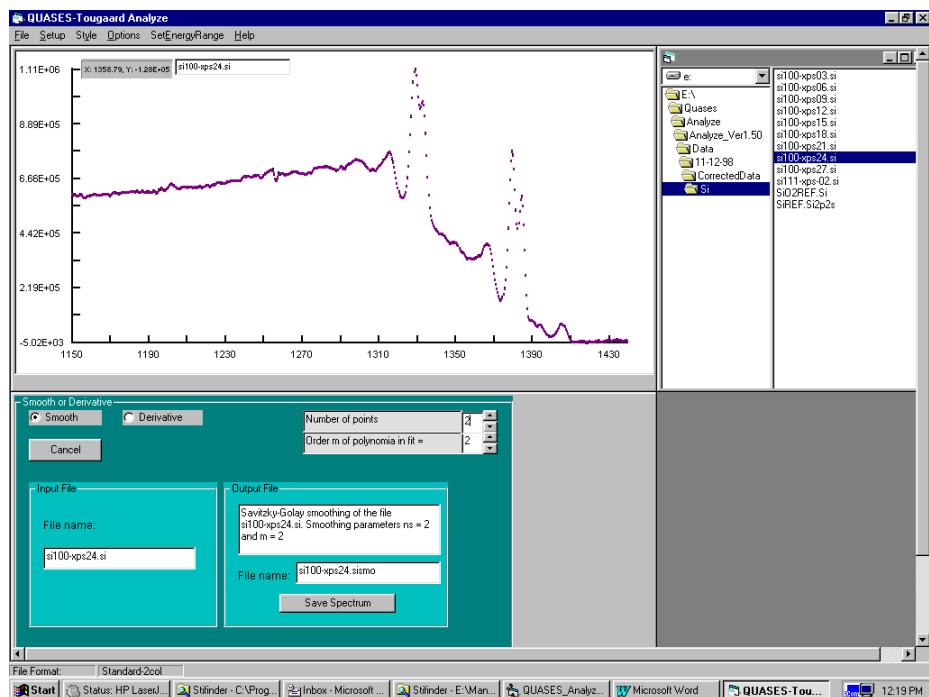 QUASES-Tougaard Analyze
File Setup Style Options SetEnergyRange Help
X: 1358.79, Y: -1.28E+05
si100-xps24.si
1.11E+06
8.89E+05
6.66E+05
4.42E+05
2.19E+05
-5.02E+03
1150 1190 1230 1270 1310 1350 1390 1430
e:
E:\
Quases
Analyze
Analyze_Ver1.50
Data
11-12-98
CorrectedData
Si
si100-xps03.si
si100-xps06.si
si100-xps09.si
si100-xps12.si
si100-xps15.si
si100-xps18.si
si100-xps21.si
si100-xps24.si
si100-xps27.si
si111-xps-02.si
SiO2REF.Si
SiREF.Si2p2s
Smooth or Derivative
Smooth Derivative
Number of points 2
Order m of polynomia in fit = 2
Cancel
Input File
File name:
si100-xps24.si
Output File
Savitzky-Golay smoothing of the file
si100-xps24.si. Smoothing parameters ns = 2
and m = 2
File name: si100-xps24.sismo
Save Spectrum
File Format: Standard-2col
Start Status: HP LaserJ... Stifinder - C:\Prog... Inbox - Microsoft ... Stifinder - E:\Man... QUASES_Analyz... Microsoft Word QUASES-Tou... 12:19 PM